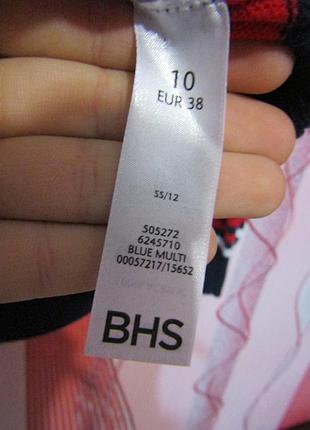 10
EUR 38
SS/12
505272
6245710
BLUE MULTI
00057217/15652
BHS